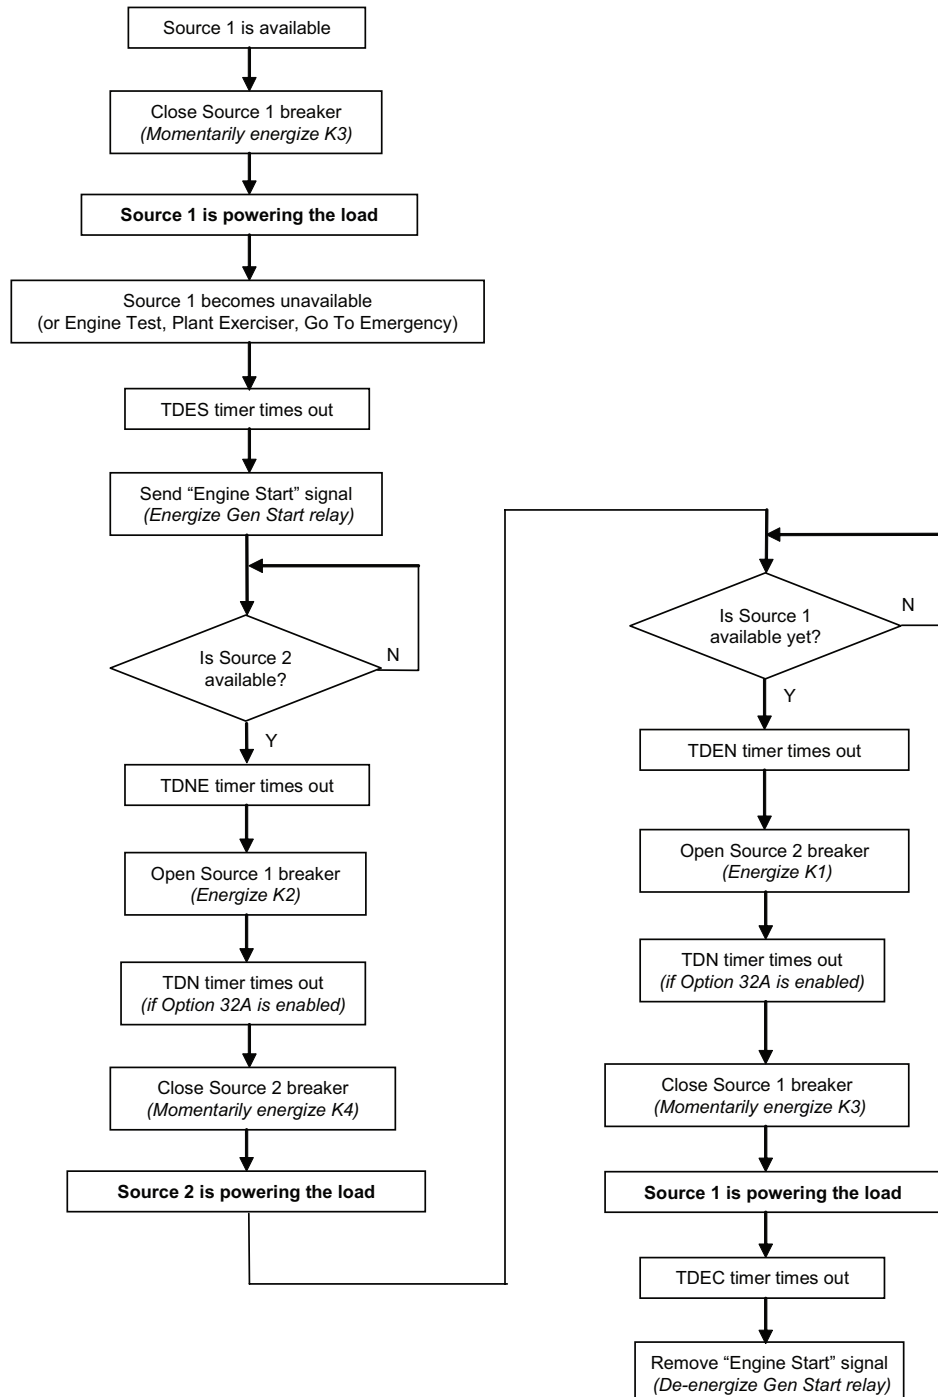 Source 1 is available
Close Source 1 breaker
(Momentarily energize K3)
Source 1 is powering the load
Source 1 becomes unavailable
(or Engine Test, Plant Exerciser, Go To Emergency)
TDES timer times out
Send “Engine Start” signal
(Energize Gen Start relay)
Is Source 2
available?
N
Y
TDNE timer times out
Open Source 1 breaker
(Energize K2)
TDN timer times out
(if Option 32A is enabled)
Close Source 2 breaker
(Momentarily energize K4)
Source 2 is powering the load
Is Source 1
available yet?
N
Y
TDEN timer times out
Open Source 2 breaker
(Energize K1)
TDN timer times out
(if Option 32A is enabled)
Close Source 1 breaker
(Momentarily energize K3)
Source 1 is powering the load
TDEC timer times out
Remove “Engine Start” signal
(De-energize Gen Start relay)